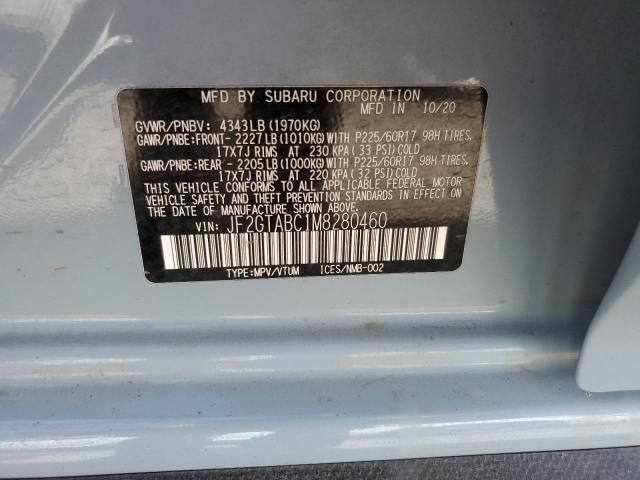 MFD BY SUBARU CORPORATION
MFD IN 10/20
GVWR/PNBV: 4343LB (1970KG)
GAWR/PNBE:FRONT- 2227LB (1010KG) WITH P225/60R17 98H TIRES,
17X7J RIMS AT 230 KPA (33 PSI) COLD
GAWR/PNBE:REAR - 2205LB (1000KG) WITH P225/60R17 98H TIRES,
17X7J RIMS AT 220 KPA (32 PSI) COLD
THIS VEHICLE CONFORMS TO ALL APPLICABLE FEDERAL MOTOR
VEHICLE SAFETY AND THEFT PREVENTION STANDARDS IN EFFECT
ON THE DATE OF MANUFACTURE SHOWN ABOVE.
VIN: JF2GTABC1M8280460
TYPE:MPV/VTUM ICES/NMB-002